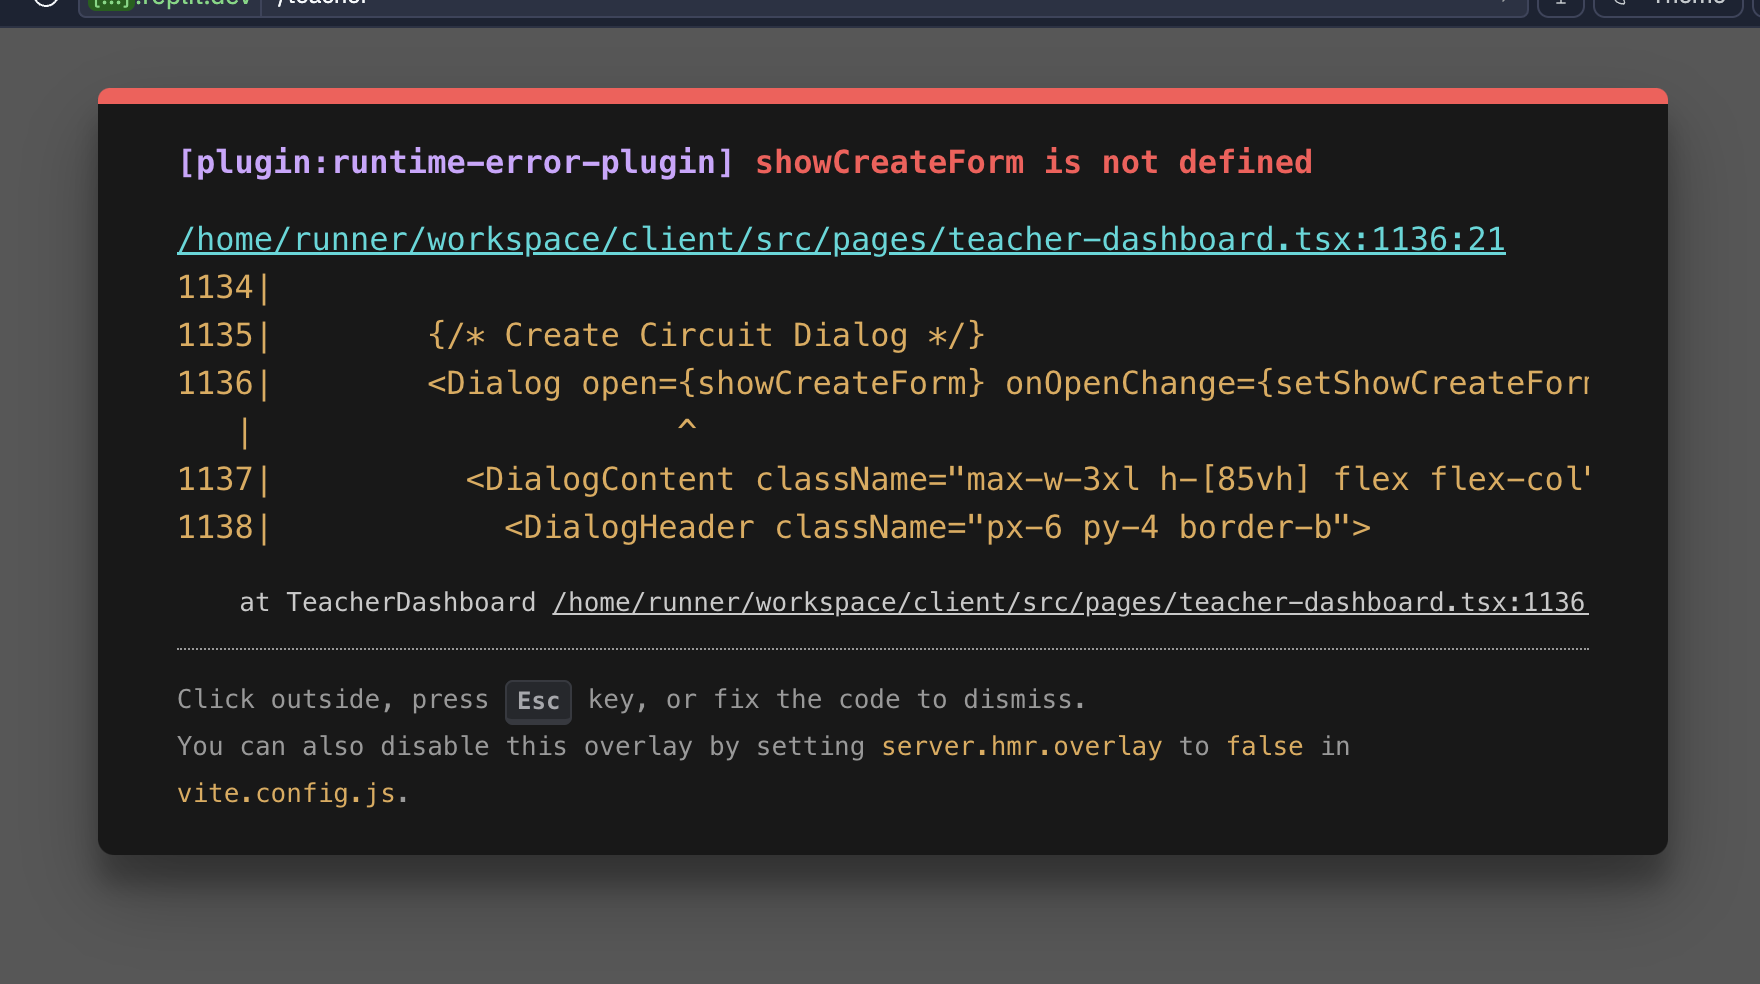 [plugin:runtime-error-plugin] showCreateForm is not defined
/home/runner/workspace/client/src/pages/teacher-dashboard.tsx:1136:21
1134|
1135|        {/* Create Circuit Dialog */}
1136|        <Dialog open={showCreateForm} onOpenChange={setShowCreateForm
   |                     ^
1137|          <DialogContent className="max-w-3xl h-[85vh] flex flex-col"
1138|            <DialogHeader className="px-6 py-4 border-b">
at TeacherDashboard /home/runner/workspace/client/src/pages/teacher-dashboard.tsx:1136
Click outside, press Esc key, or fix the code to dismiss.
You can also disable this overlay by setting server.hmr.overlay to false in
vite.config.js.